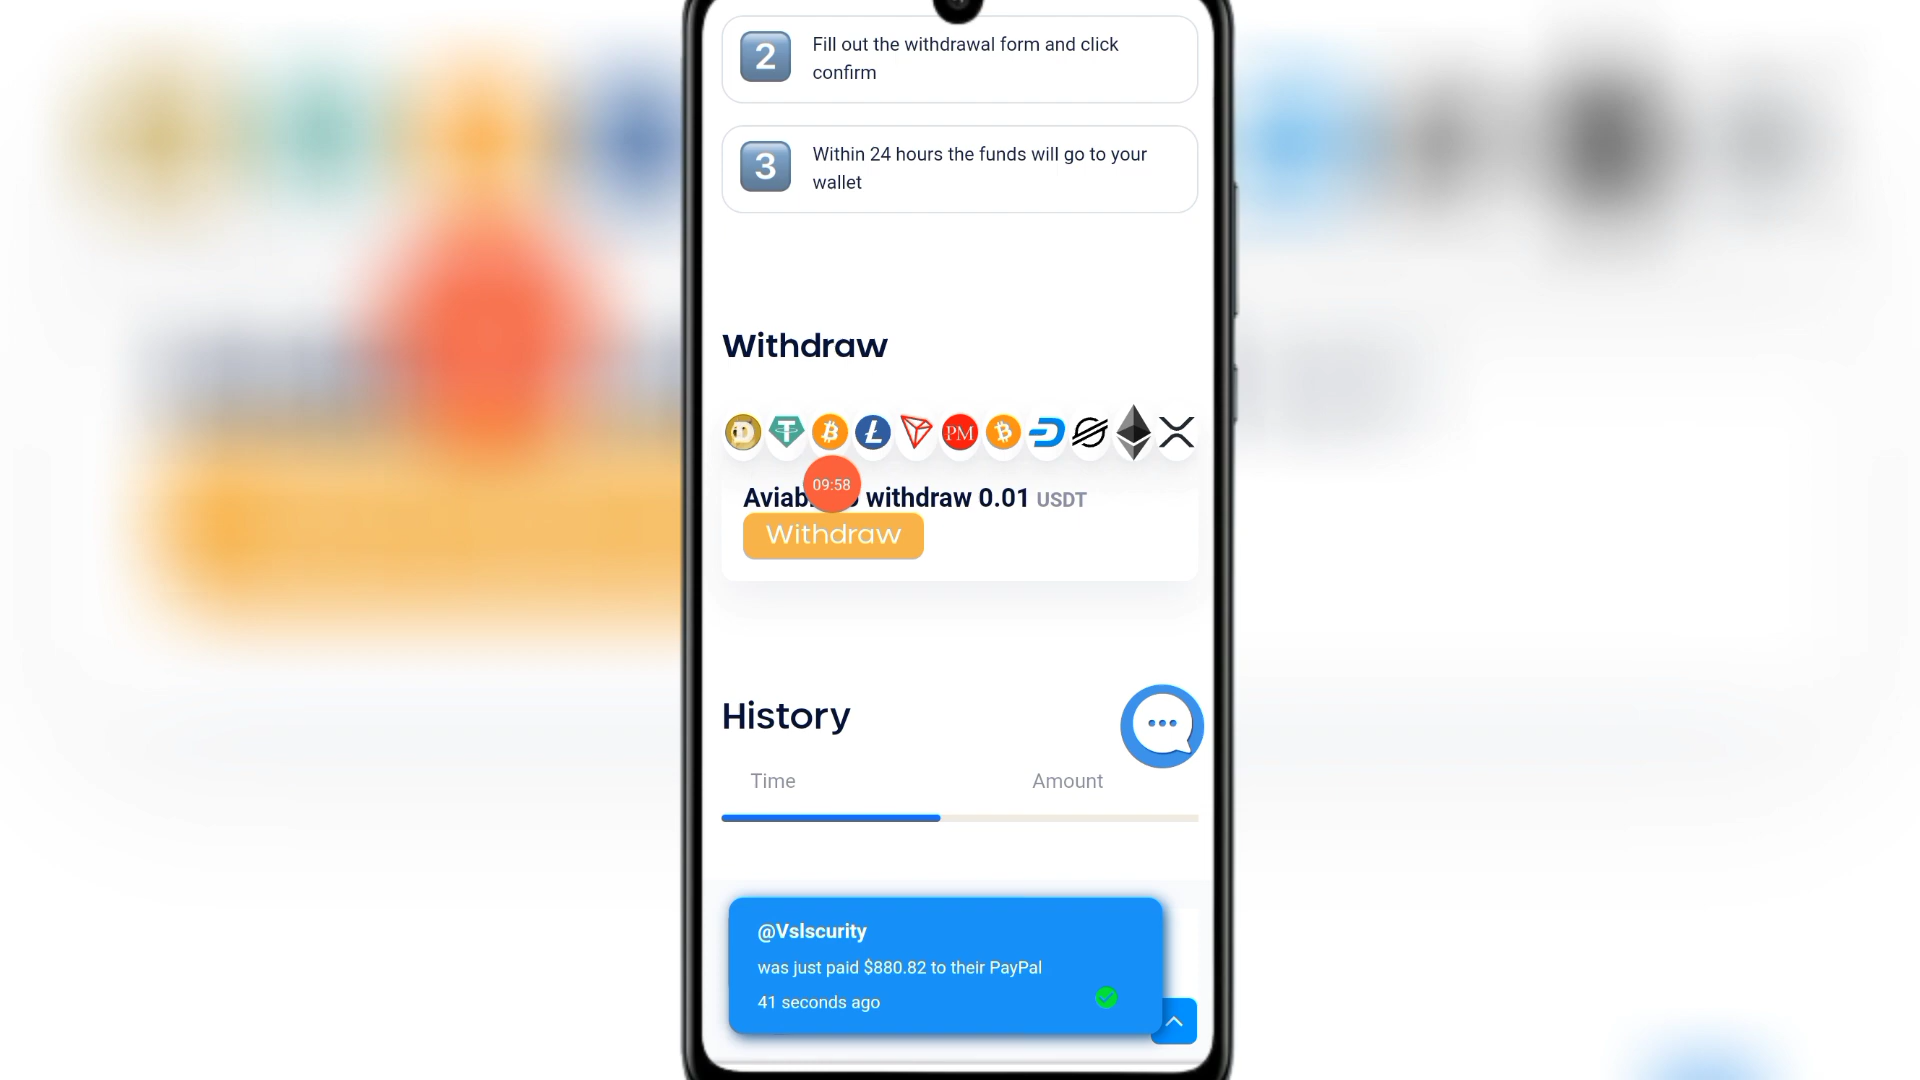 2
Fill out the withdrawal form and click
confirm
3
Within 24 hours the funds will go to your
wallet
Withdraw
PM
09:58
withdraw 0.01 USDT
Withdraw
History
Time Amount
@Vslscurity
was just paid $880.82 to their PayPal
41 seconds ago